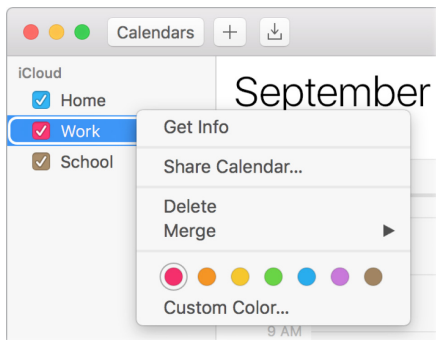 Calendars
iCloud
Home
Work
School
September
Get Info
Share Calendar...
Delete
Merge
Custom Color...
9 AM